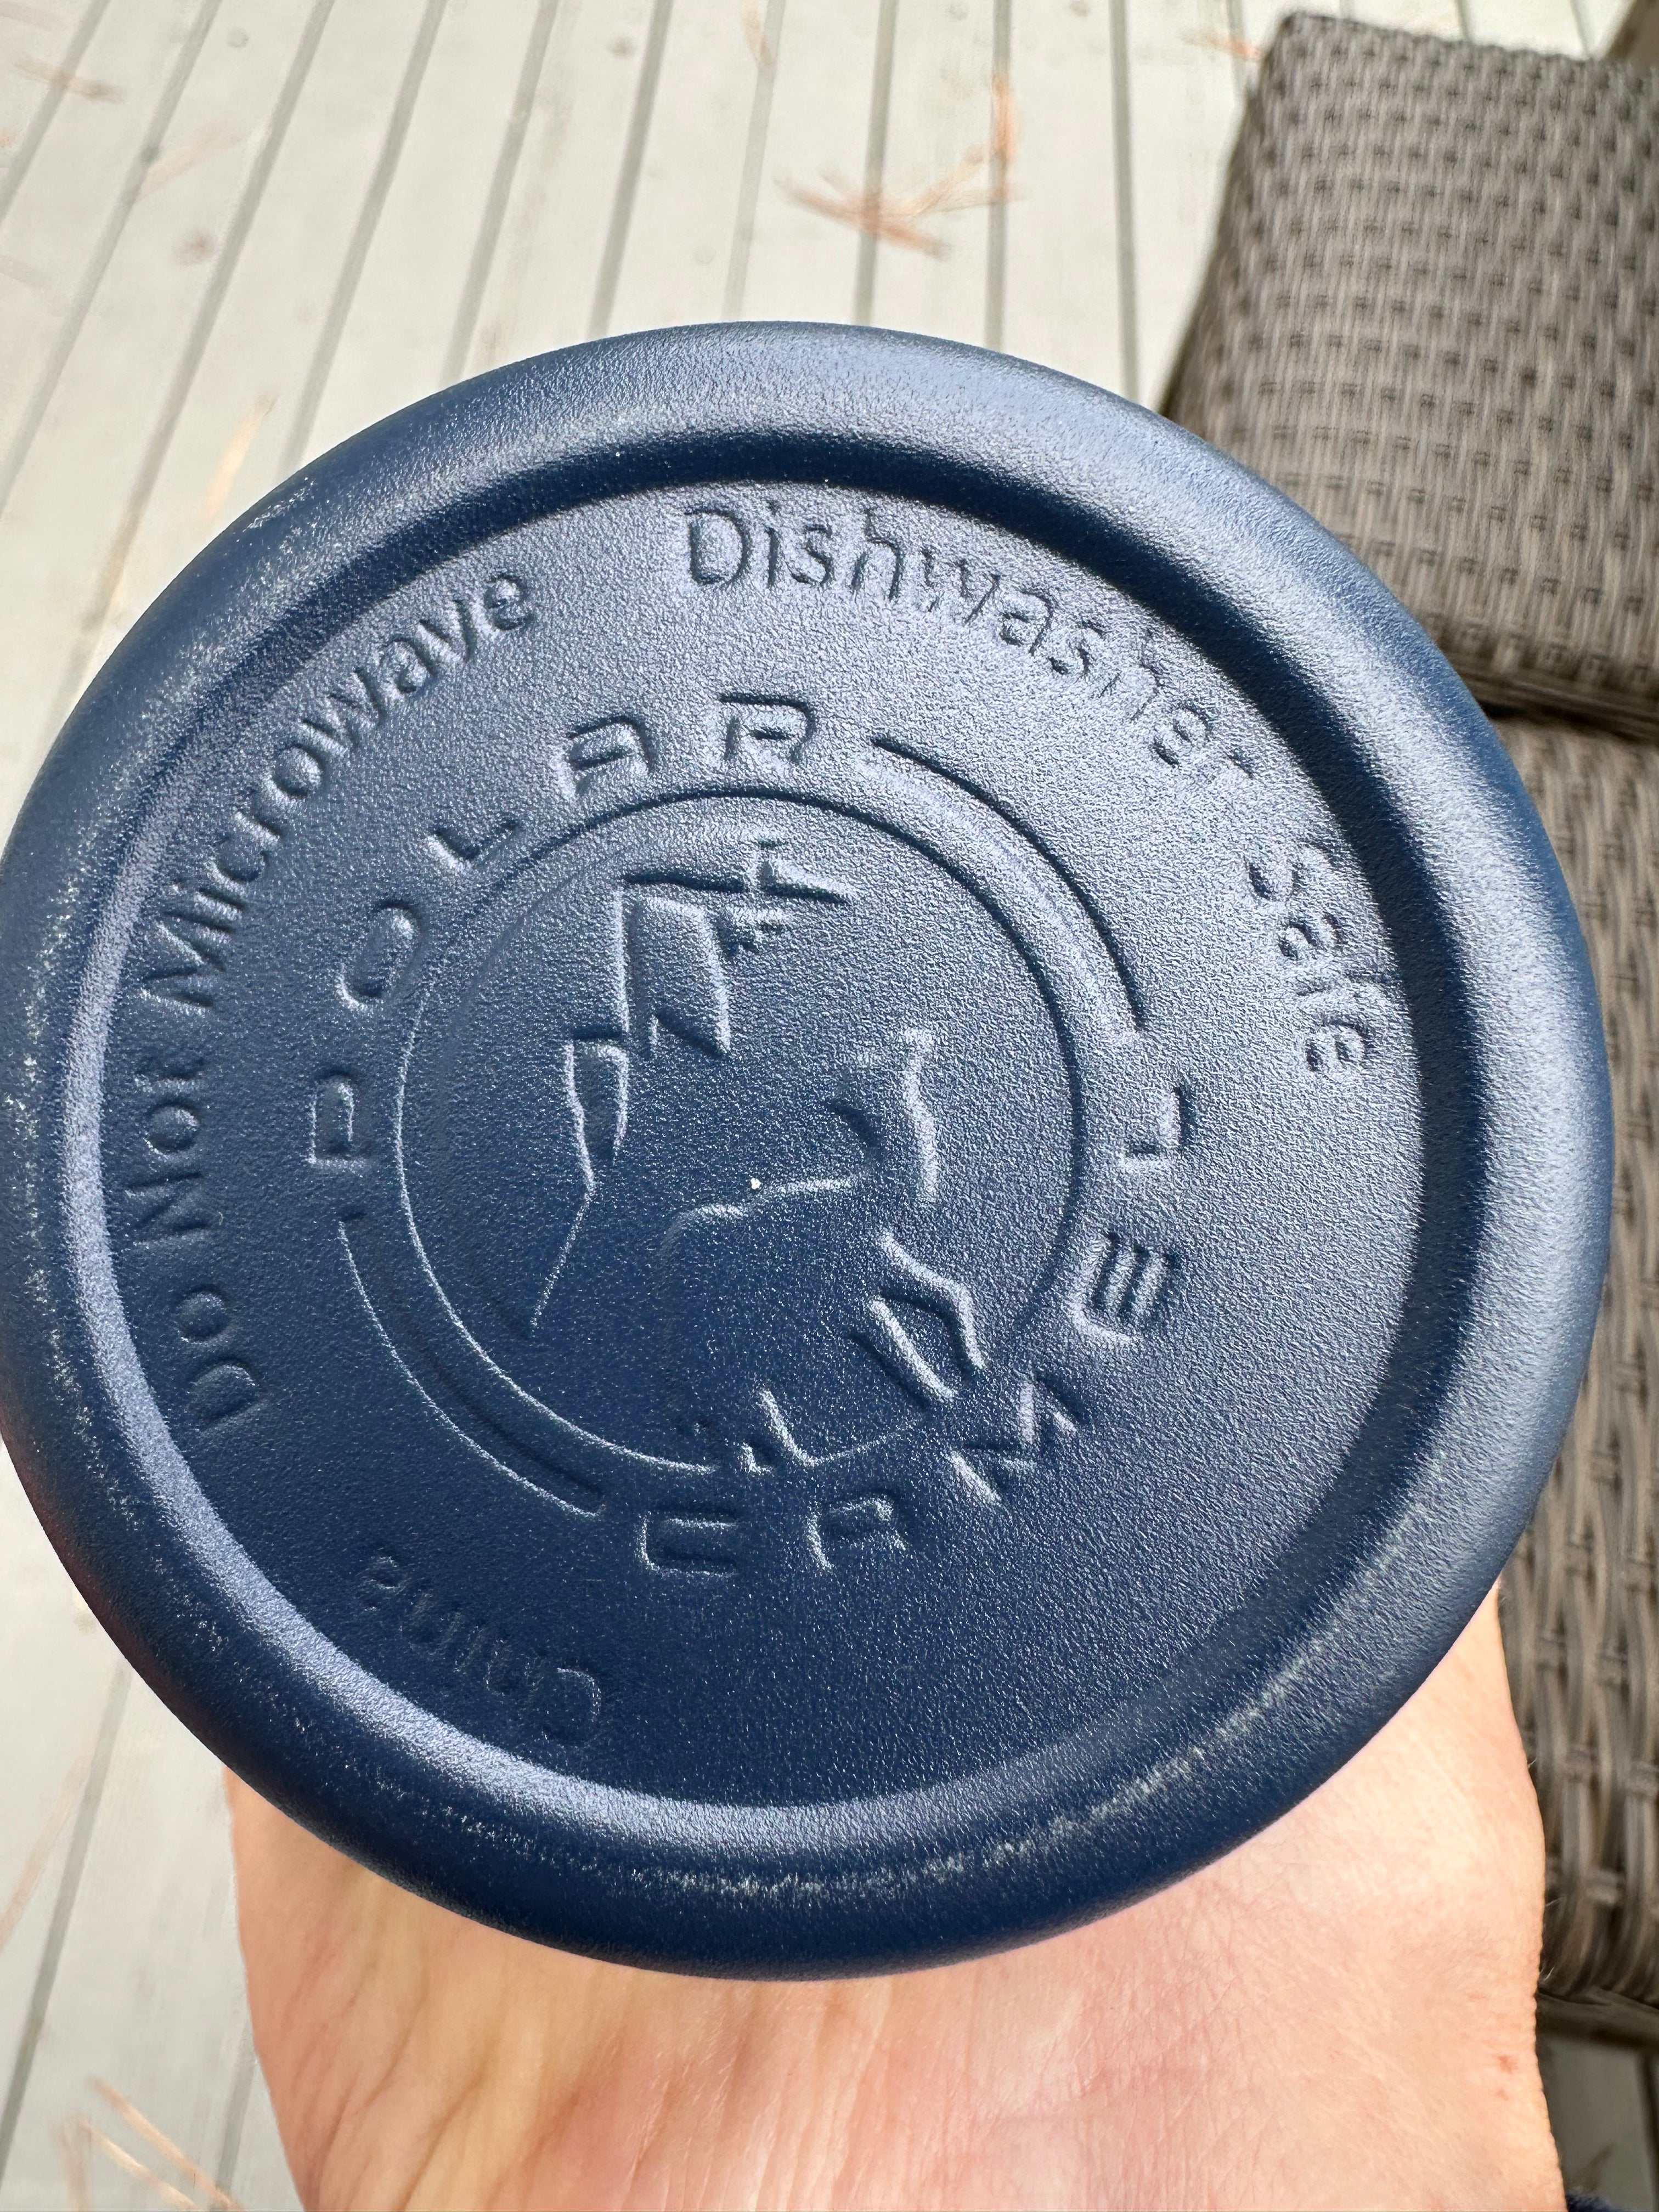 Do Not Microwave
Dishwasher Safe
POLAR
CAMEL
China